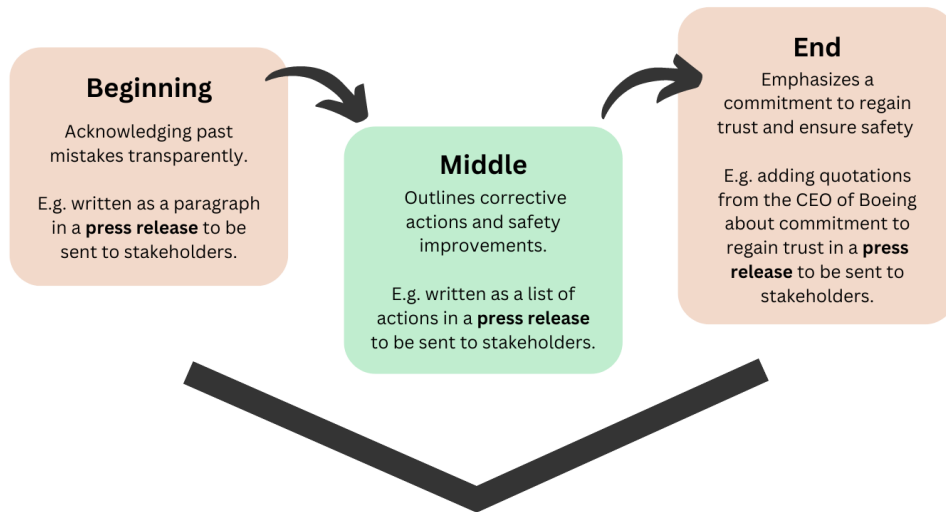 Beginning
Acknowledging past
mistakes transparently.
E.g. written as a paragraph
in a press release to be
sent to stakeholders.
Middle
Outlines corrective
actions and safety
improvements.
E.g. written as a list of
actions in a press release
to be sent to stakeholders.
End
Emphasizes a
commitment to regain
trust and ensure safety
E.g. adding quotations
from the CEO of Boeing
about commitment to
regain trust in a press
release to be sent to
stakeholders.